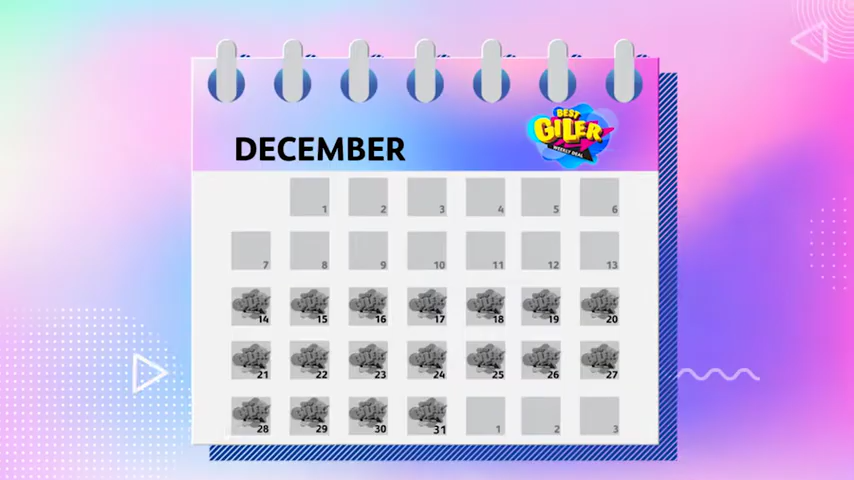 BEST
GILER
WEEKLY DEAL
DECEMBER
1 2 3 4 5 6
7 8 9 10 11 12 13
14 15 16 17 18 19 20
21 22 23 24 25 26 27
28 29 30 31 1 2 3